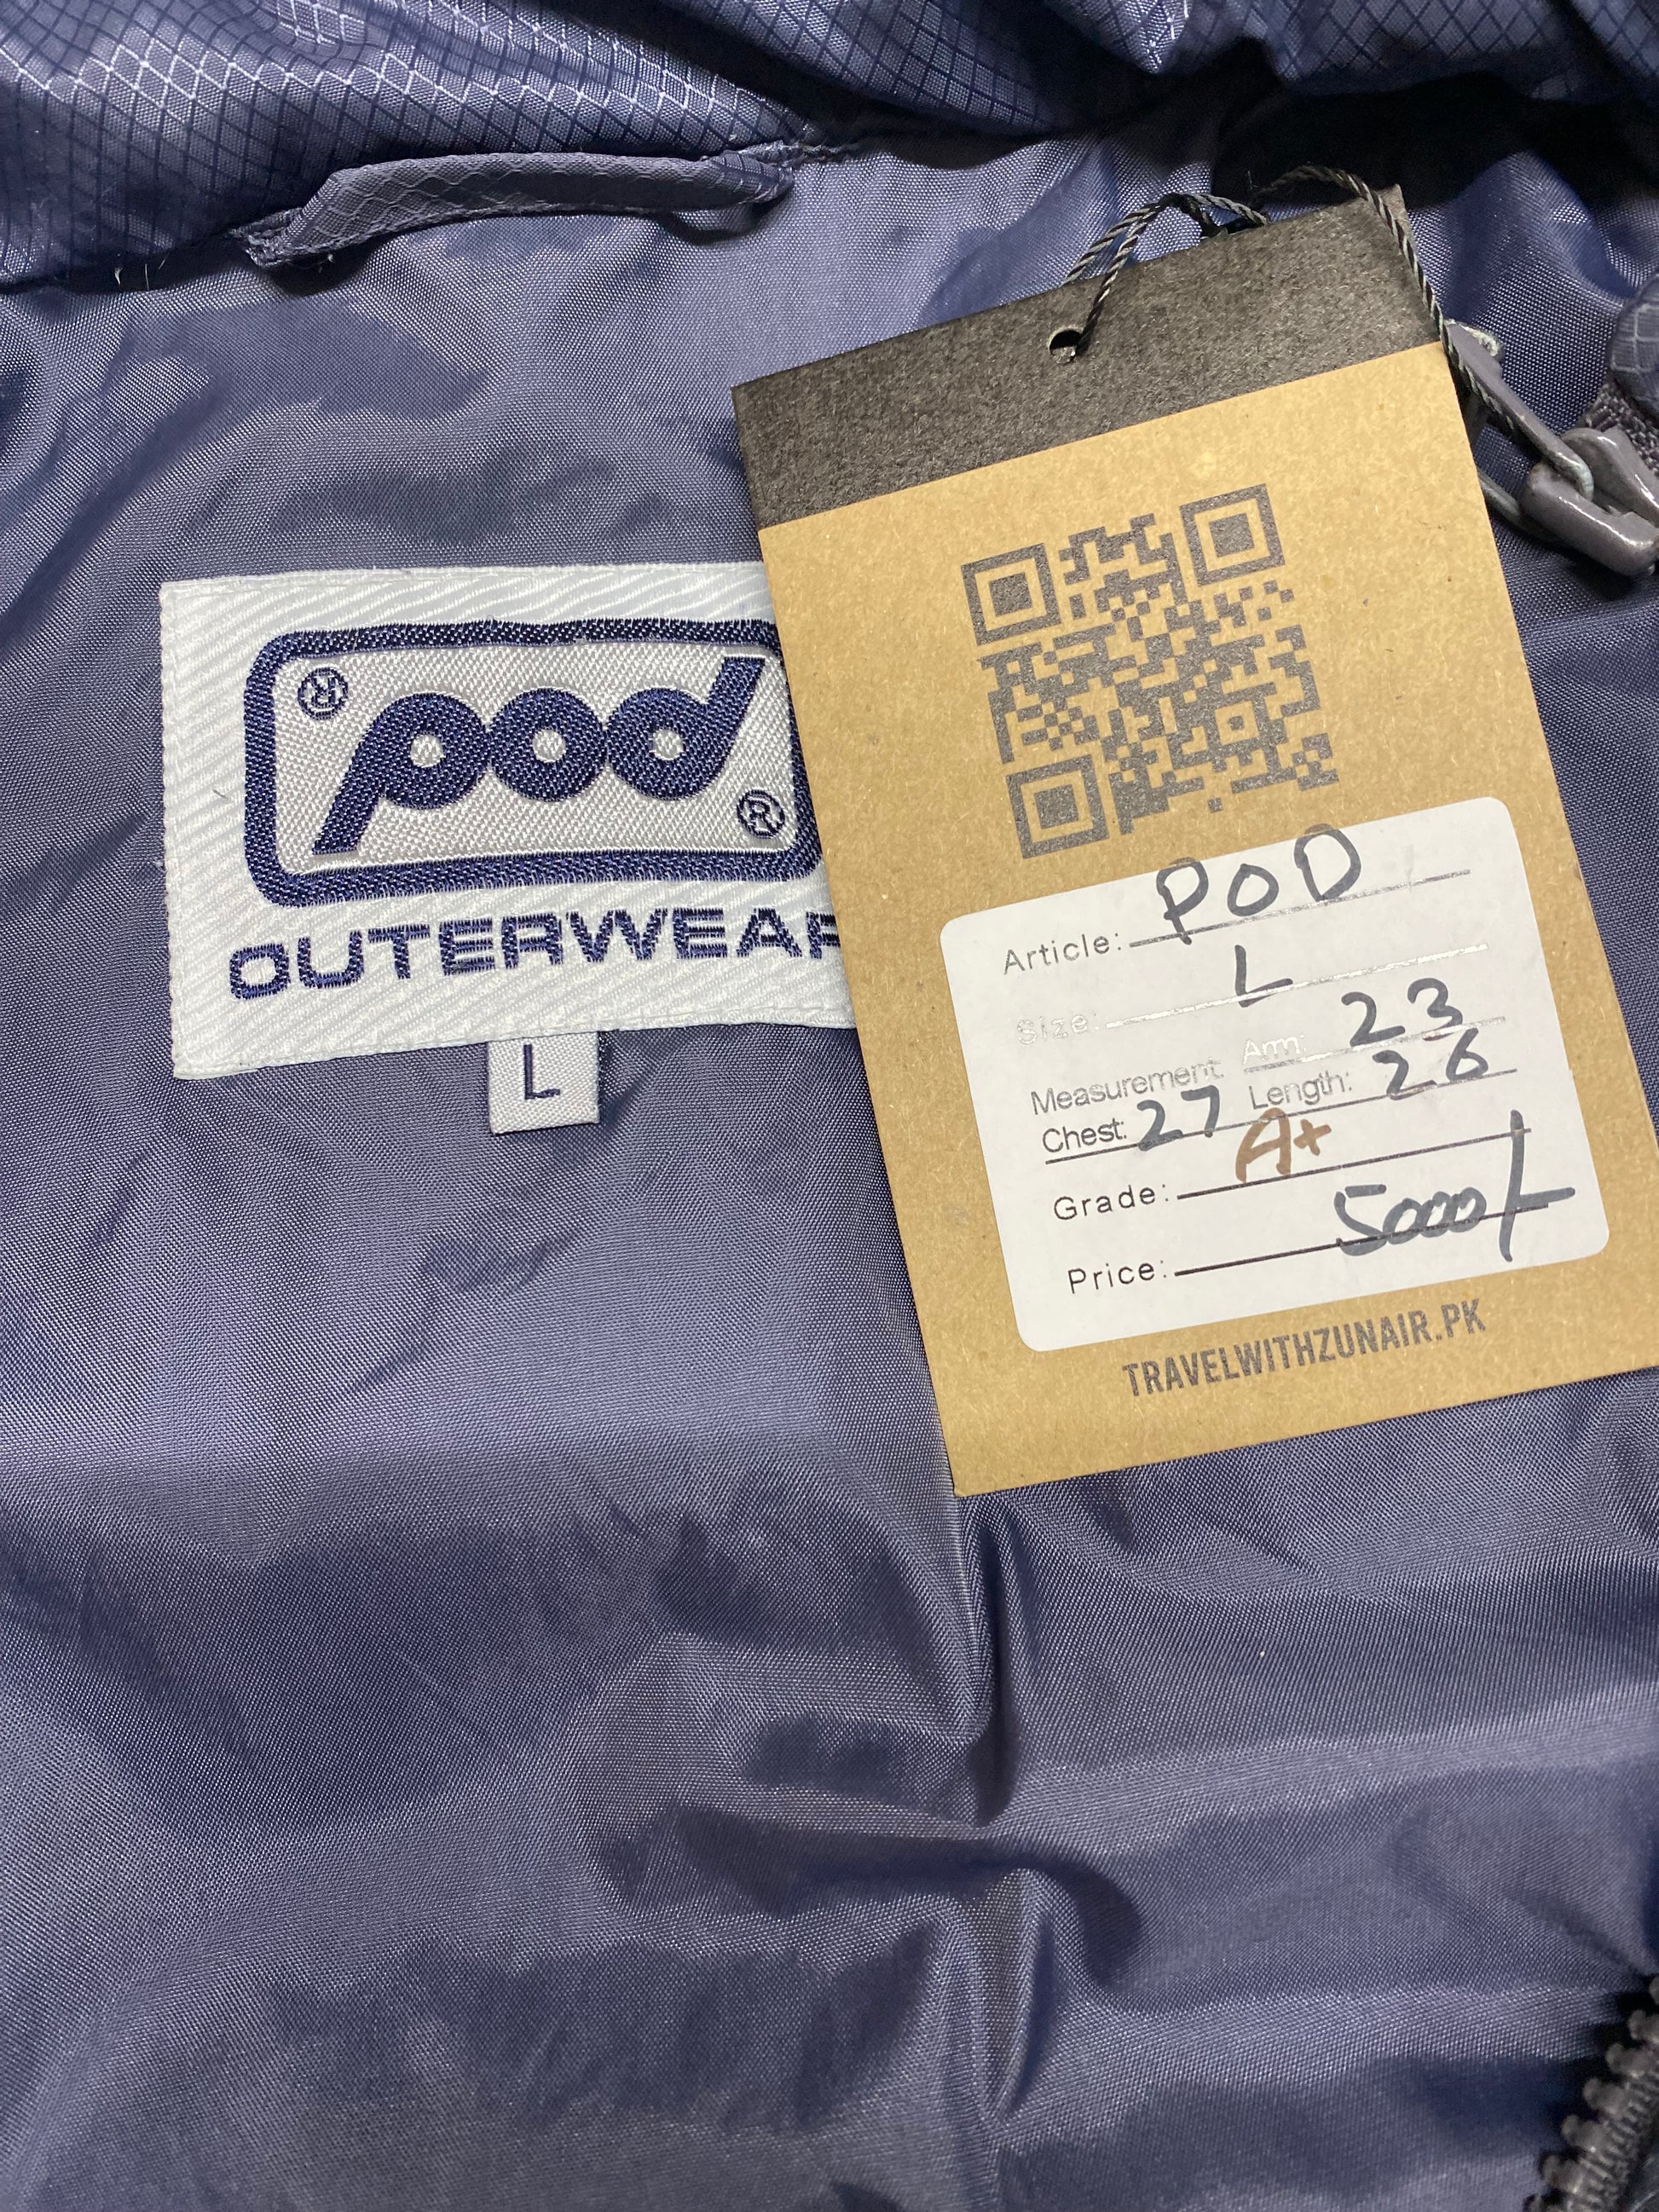 ® pod ®
OUTERWEAR
L
Article: POD
Size: L
Measurement: Arm: 23
Chest: 27 Length: 26
Grade: A+
Price: 5000/-
TRAVELWITHZUNAIR.PK